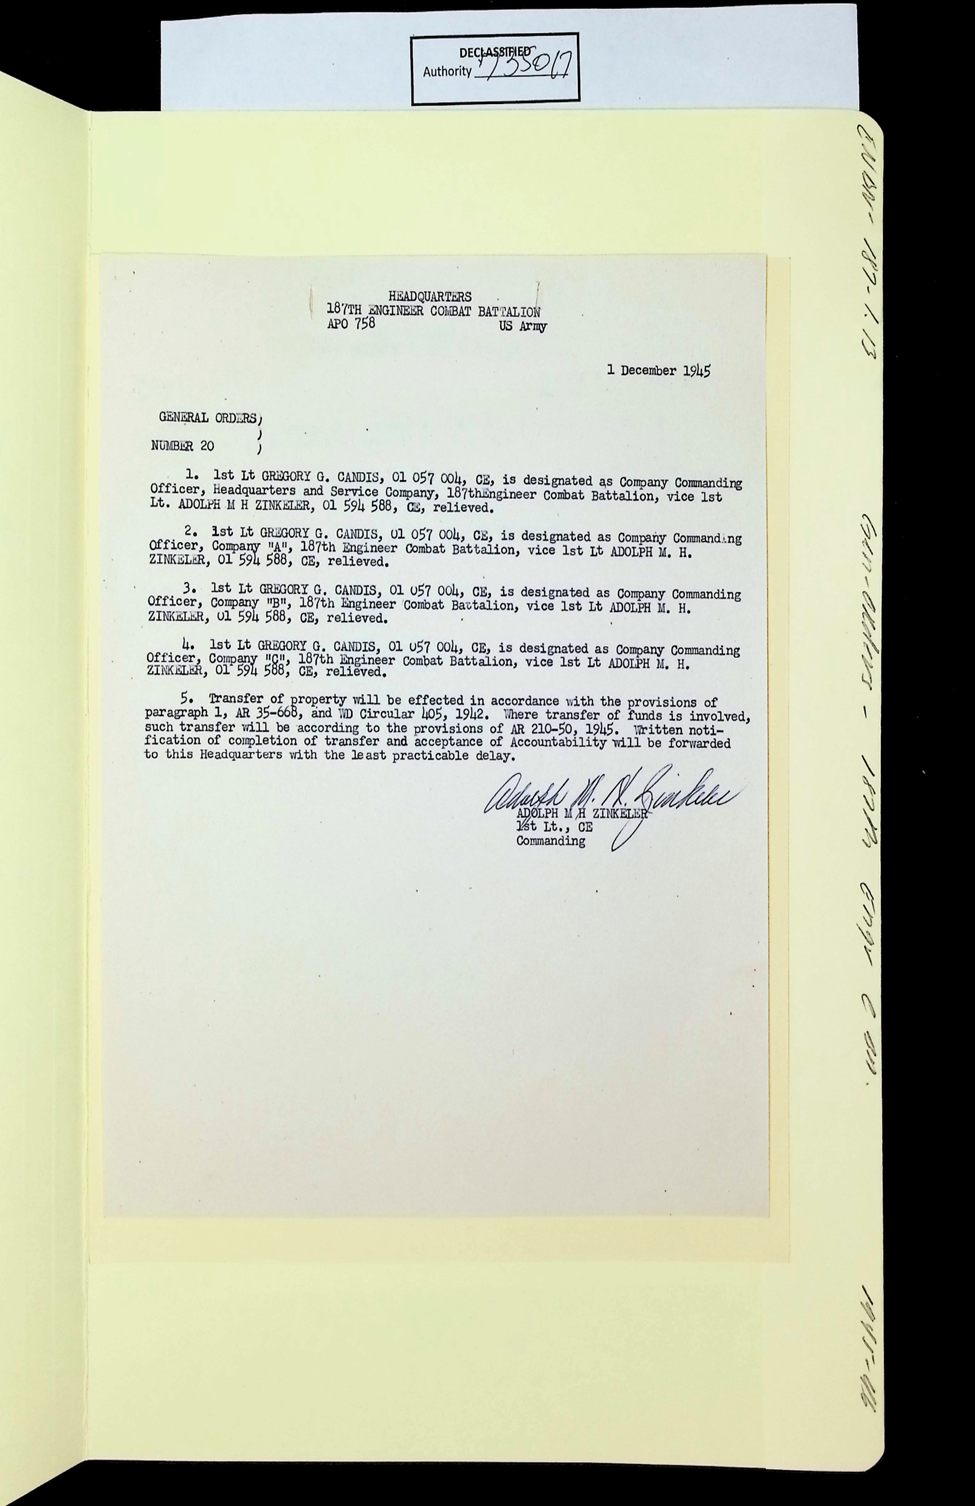 DECLASSIFIED
Authority 735017
HEADQUARTERS
187TH ENGINEER COMBAT BATTALION
APO 758 US Army
1 December 1945
GENERAL ORDERS)
)
NUMBER 20 )
1. 1st Lt GREGORY G. CANDIS, 01 057 004, CE, is designated as Company Commanding
Officer, Headquarters and Service Company, 187thEngineer Combat Battalion, vice 1st
Lt. ADOLPH M H ZINKELER, 01 594 588, CE, relieved.
2. 1st Lt GREGORY G. CANDIS, 01 057 004, CE, is designated as Company Commanding
Officer, Company "A", 187th Engineer Combat Battalion, vice 1st Lt ADOLPH M. H.
ZINKELER, 01 594 588, CE, relieved.
3. 1st Lt GREGORY G. CANDIS, 01 057 004, CE, is designated as Company Commanding
Officer, Company "B", 187th Engineer Combat Battalion, vice 1st Lt ADOLPH M. H.
ZINKELER, 01 594 588, CE, relieved.
4. 1st Lt GREGORY G. CANDIS, 01 057 004, CE, is designated as Company Commanding
Officer, Company "C", 187th Engineer Combat Battalion, vice 1st Lt ADOLPH M. H.
ZINKELER, 01 594 588, CE, relieved.
5. Transfer of property will be effected in accordance with the provisions of
paragraph 1, AR 35-668, and WD Circular 405, 1942. Where transfer of funds is involved,
such transfer will be according to the provisions of AR 210-50, 1945. Written noti-
fication of completion of transfer and acceptance of Accountability will be forwarded
to this Headquarters with the least practicable delay.
Adolph M. H. Zinkeler
ADOLPH M H ZINKELER
1st Lt., CE
Commanding
ENBN-187-1.13
Gen. Orders - 187th Engr C Bn.
1945-46